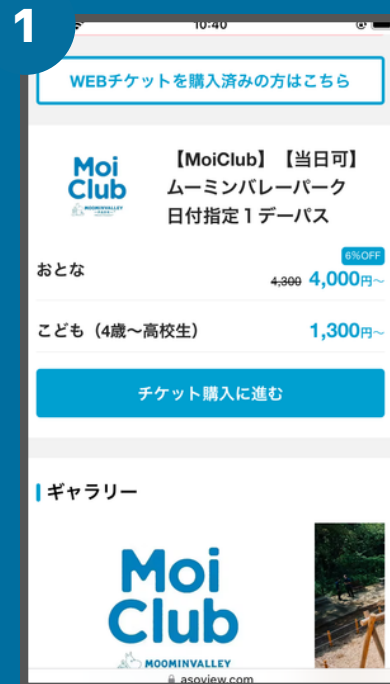 1
10:40
WEBチケットを購入済みの方はこちら
Moi
Club
MOOMINVALLEY
【MoiClub】【当日可】
ムーミンバレーパーク
日付指定1デーパス
おとな
6%OFF
4,300 4,000円〜
こども（4歳〜高校生）
1,300円〜
チケット購入に進む
ギャラリー
Moi
Club
MOOMINVALLEY
asoview.com